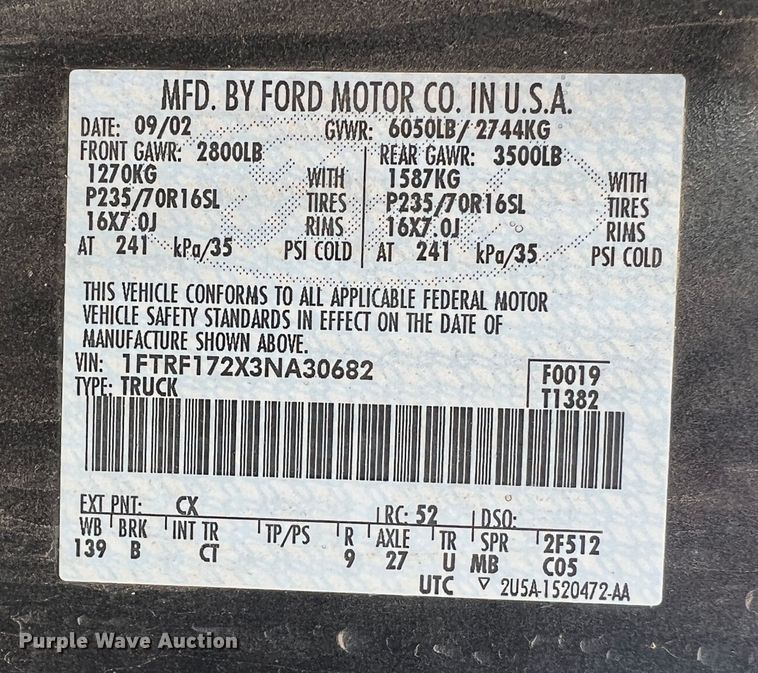 MFD. BY FORD MOTOR CO. IN U.S.A.
DATE: 09/02 GVWR: 6050LB/ 2744KG
FRONT GAWR: 2800LB REAR GAWR: 3500LB
1270KG WITH 1587KG WITH
P235/70R16SL TIRES P235/70R16SL TIRES
16X7.0J RIMS 16X7.0J RIMS
AT 241 kPa/35 PSI COLD AT 241 kPa/35 PSI COLD
THIS VEHICLE CONFORMS TO ALL APPLICABLE FEDERAL MOTOR
VEHICLE SAFETY STANDARDS IN EFFECT ON THE DATE OF
MANUFACTURE SHOWN ABOVE.
VIN: 1FTRF172X3NA30682 F0019
TYPE: TRUCK T1382
EXT PNT: CX RC: 52 DSO:
WB BRK INT TR TP/PS R AXLE TR SPR 2F512
139 B CT 9 27 U MB C05
UTC ▽ 2U5A-1520472-AA
Purple Wave Auction